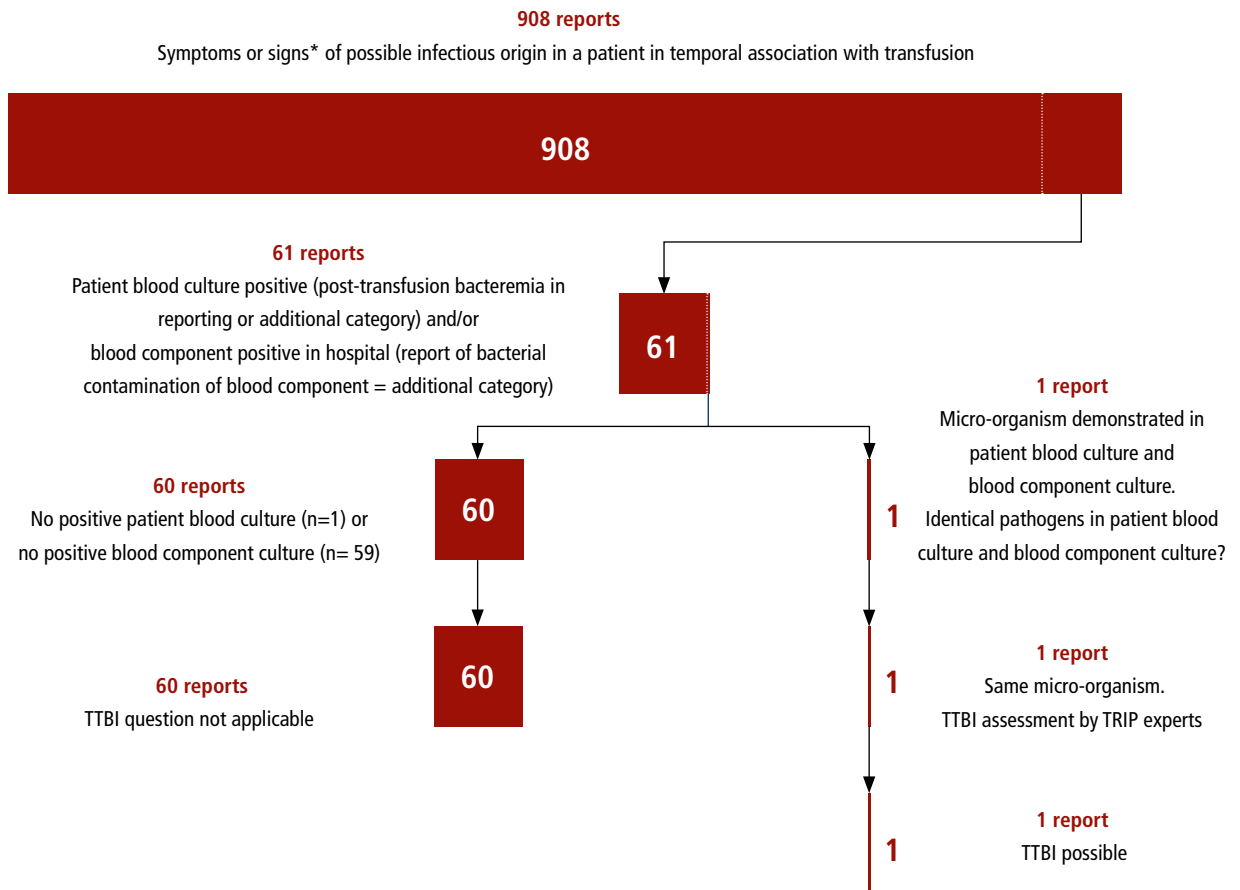 908 reports
Symptoms or signs* of possible infectious origin in a patient in temporal association with transfusion
908
61 reports
Patient blood culture positive (post-transfusion bacteremia in
reporting or additional category) and/or
blood component positive in hospital (report of bacterial
contamination of blood component = additional category)
61
1 report
Micro-organism demonstrated in
patient blood culture and
blood component culture.
Identical pathogens in patient blood
culture and blood component culture?
1
60 reports
No positive patient blood culture (n=1) or
no positive blood component culture (n= 59)
60
60 reports
TTBI question not applicable
60
1
1 report
Same micro-organism.
TTBI assessment by TRIP experts
1
1 report
TTBI possible